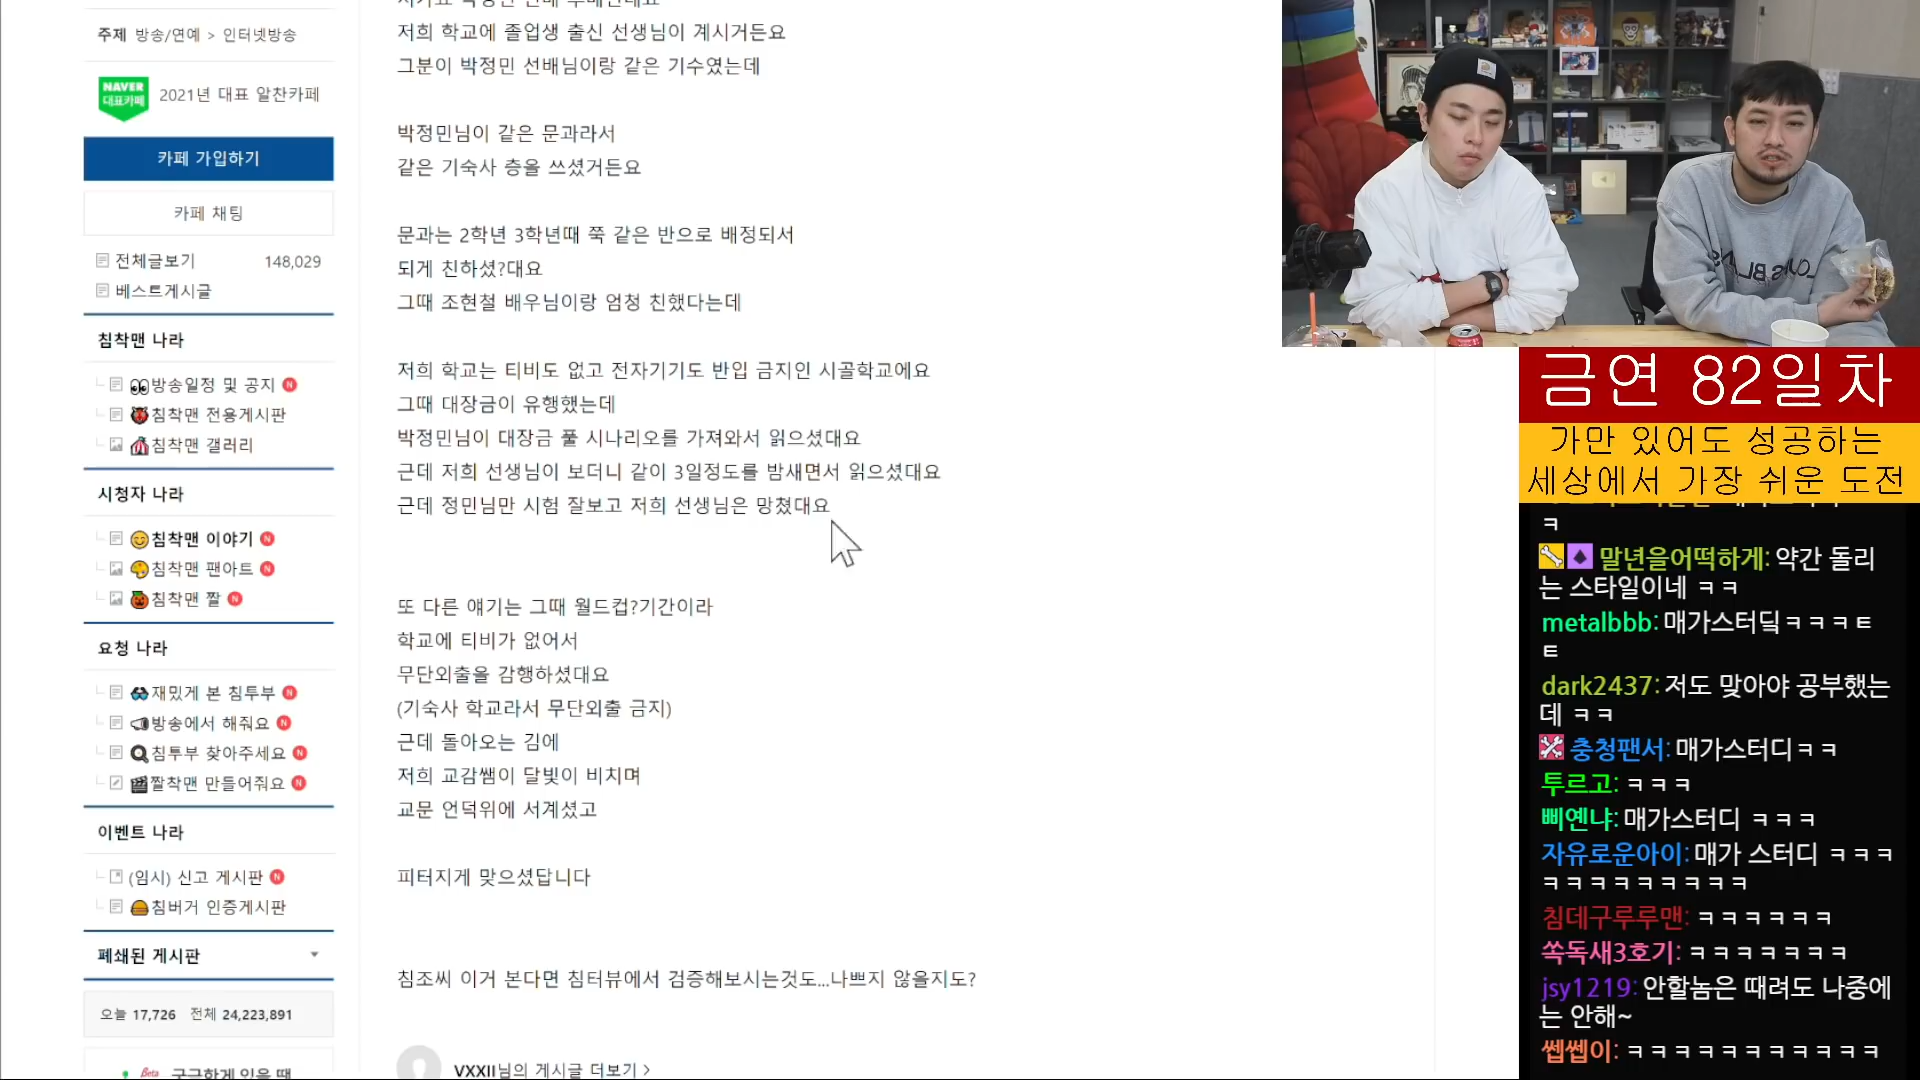 주제 방송/연예 > 인터넷방송
NAVER
대표카페
2021년 대표 알찬카페
카페 가입하기
카페 채팅
전체글보기 148,029
베스트게시글
침착맨 나라
방송일정 및 공지 N
침착맨 전용게시판
침착맨 갤러리
시청자 나라
침착맨 이야기 N
침착맨 팬아트 N
침착맨 짤 N
요청 나라
재밌게 본 침투부 N
방송에서 해줘요 N
침투부 찾아주세요 N
짤착맨 만들어줘요 N
이벤트 나라
(임시) 신고 게시판 N
침버거 인증게시판
폐쇄된 게시판
오늘 17,726 전체 24,223,891
Beta 궁금한게 있을 땐
저희 학교에 졸업생 출신 선생님이 계시거든요
그분이 박정민 선배님이랑 같은 기수였는데
박정민님이 같은 문과라서
같은 기숙사 층을 쓰셨거든요
문과는 2학년 3학년때 쭉 같은 반으로 배정되서
되게 친하셨?대요
그때 조현철 배우님이랑 엄청 친했다는데
저희 학교는 티비도 없고 전자기기도 반입 금지인 시골학교에요
그때 대장금이 유행했는데
박정민님이 대장금 풀 시나리오를 가져와서 읽으셨대요
근데 저희 선생님이 보더니 같이 3일정도를 밤새면서 읽으셨대요
근데 정민님만 시험 잘보고 저희 선생님은 망쳤대요
또 다른 얘기는 그때 월드컵?기간이라
학교에 티비가 없어서
무단외출을 감행하셨대요
(기숙사 학교라서 무단외출 금지)
근데 돌아오는 김에
저희 교감쌤이 달빛이 비치며
교문 언덕위에 서계셨고
피터지게 맞으셨답니다
침조씨 이거 본다면 침터뷰에서 검증해보시는것도...나쁘지 않을지도?
VXXII님의 게시글 더보기 >
금연 82일차
가만 있어도 성공하는
세상에서 가장 쉬운 도전
ㅋ
말년을어떡하게: 약간 돌리
는 스타일이네 ㅋㅋ
metalbbb: 매가스터딬ㅋㅋㅋㅌ
ㅌ
dark2437: 저도 맞아야 공부했는
데 ㅋㅋ
충청팬서: 매가스터디ㅋㅋ
투르고: ㅋㅋㅋ
삐옌냐: 매가스터디 ㅋㅋㅋ
자유로운아이: 매가 스터디 ㅋㅋㅋ
ㅋㅋㅋㅋㅋㅋㅋㅋㅋ
침데구루루맨: ㅋㅋㅋㅋㅋㅋ
쏙독새3호기: ㅋㅋㅋㅋㅋㅋㅋ
jsy1219: 안할놈은 때려도 나중에
는 안해~
쎕쎕이: ㅋㅋㅋㅋㅋㅋㅋㅋㅋㅋㅋ